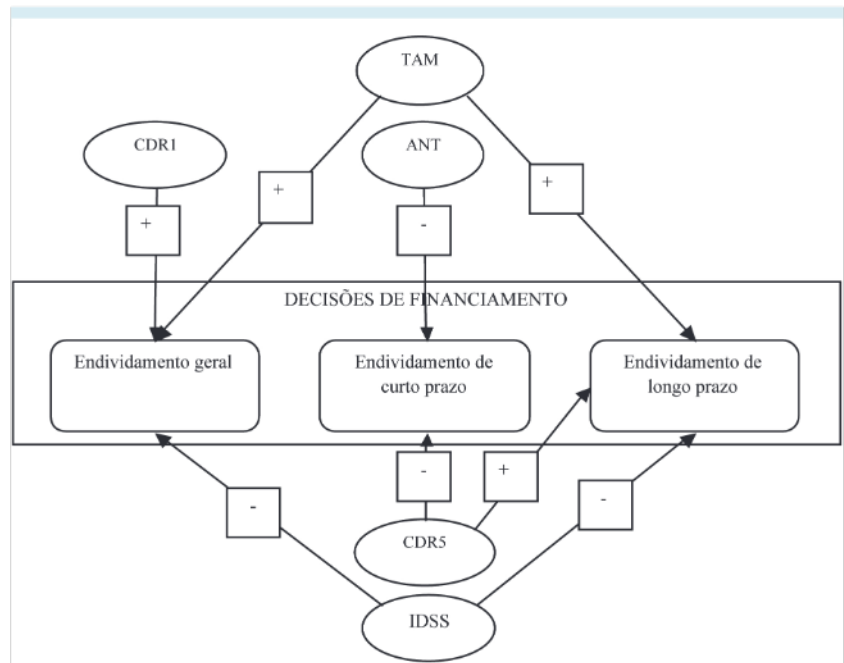 TAM
CDR1
ANT
+
+
-
+
DECISÕES DE FINANCIAMENTO
Endividamento geral
Endividamento de
curto prazo
Endividamento de
longo prazo
-
-
+
-
CDR5
IDSS